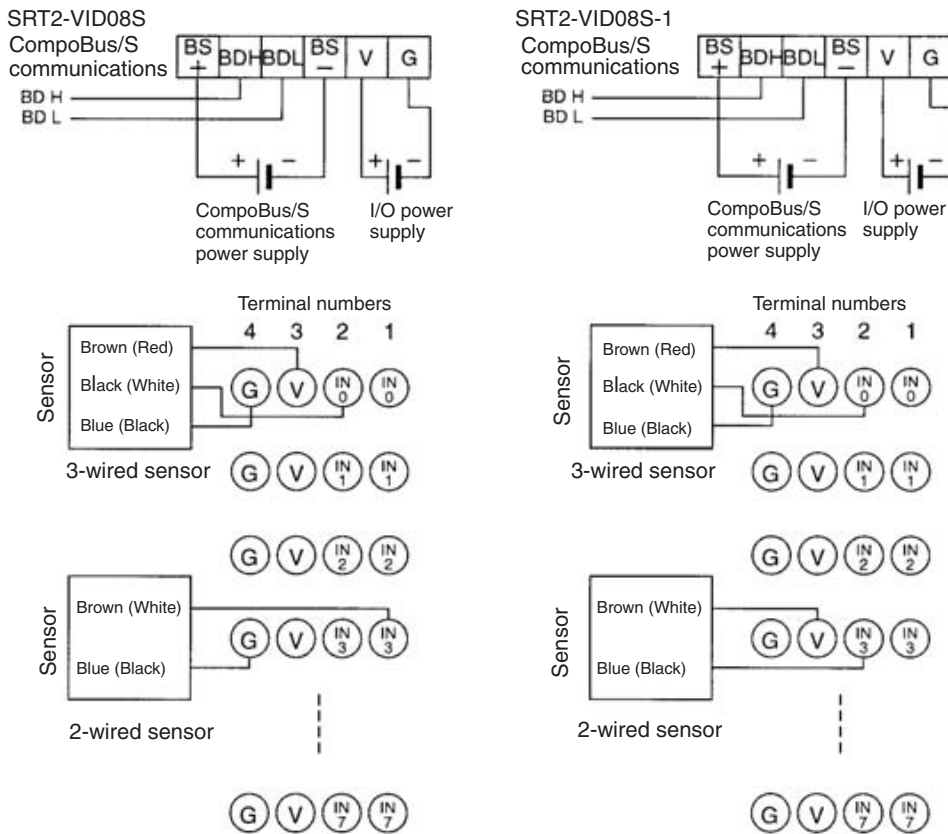 SRT2-VID08S
CompoBus/S
communications
BS + BDH BDL BS − V G
BD H
BD L
+ −
+ −
CompoBus/S
communications
power supply
I/O power
supply
Terminal numbers
4 3 2 1
Sensor
Brown (Red)
Black (White)
Blue (Black)
G V IN 0 IN 0
3-wired sensor
G V IN 1 IN 1
G V IN 2 IN 2
Sensor
Brown (White)
Blue (Black)
G V IN 3 IN 3
2-wired sensor
G V IN 7 IN 7
SRT2-VID08S-1
CompoBus/S
communications
BS + BDH BDL BS − V G
BD H
BD L
+ −
+ −
CompoBus/S
communications
power supply
I/O power
supply
Terminal numbers
4 3 2 1
Sensor
Brown (Red)
Black (White)
Blue (Black)
G V IN 0 IN 0
3-wired sensor
G V IN 1 IN 1
G V IN 2 IN 2
Sensor
Brown (White)
Blue (Black)
G V IN 3 IN 3
2-wired sensor
G V IN 7 IN 7